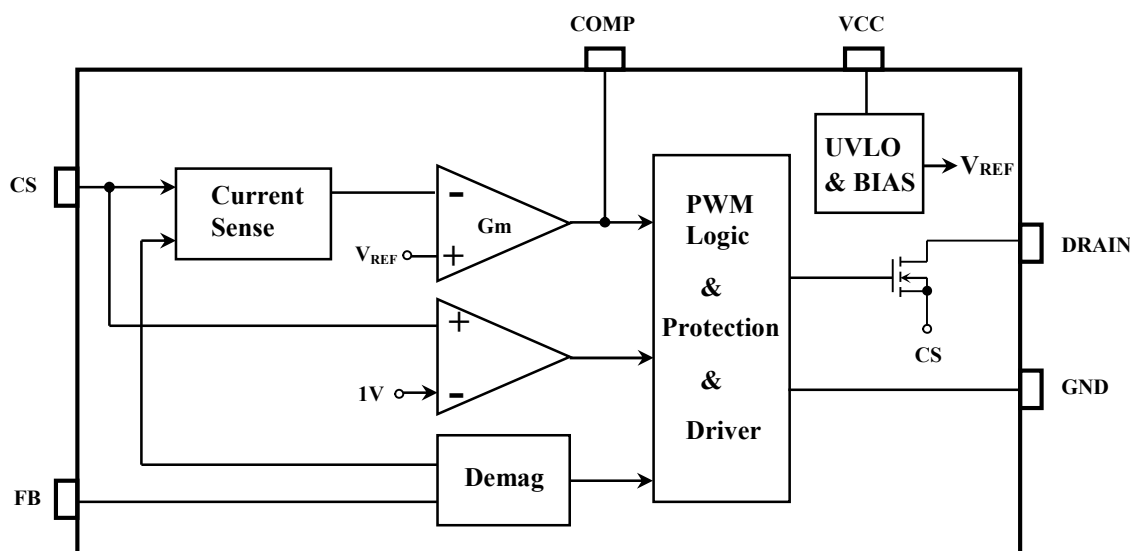 COMP
VCC
CS
Current
Sense
-
Gm
VREF
+
PWM
Logic
&
Protection
&
Driver
UVLO
& BIAS
VREF
DRAIN
CS
GND
+
1V
-
Demag
FB